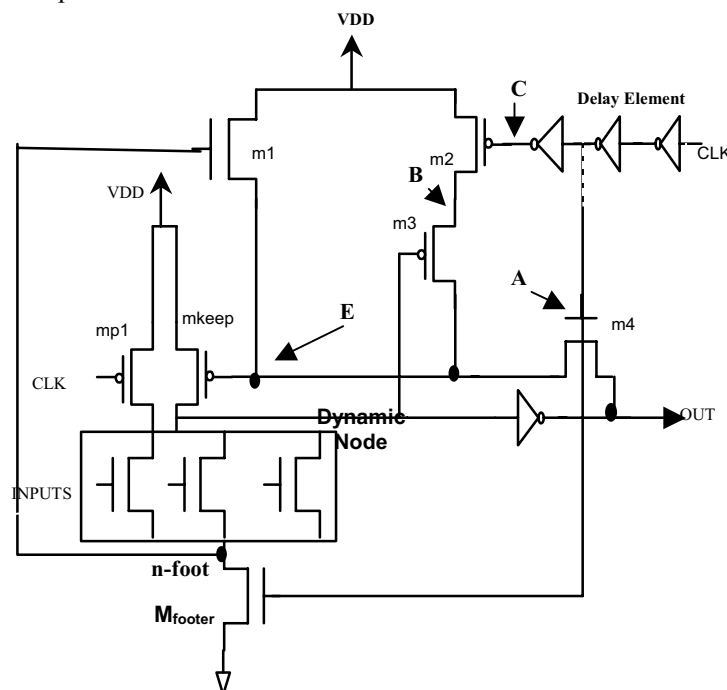 VDD
C
Delay Element
m1
m2
CLK
B
VDD
m3
A
mkeep
E
m4
mp1
CLK
Dynamic
Node
OUT
INPUTS
n-foot
Mfooter